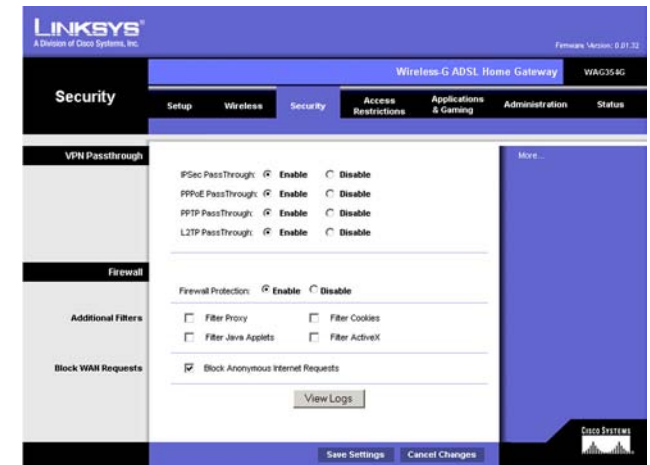 LINKSYS®
A Division of Cisco Systems, Inc.
Firmware Version: 0.01.32
Wireless-G ADSL Home Gateway WAG354G
Security
Setup Wireless Security Access Restrictions Applications & Gaming Administration Status
VPN Passthrough
More...
IPSec PassThrough: Enable Disable
PPPoE PassThrough: Enable Disable
PPTP PassThrough: Enable Disable
L2TP PassThrough: Enable Disable
Firewall
Firewall Protection: Enable Disable
Additional Filters
Filter Proxy Filter Cookies
Filter Java Applets Filter ActiveX
Block WAN Requests
Block Anonymous Internet Requests
View Logs
Save Settings Cancel Changes
CISCO SYSTEMS